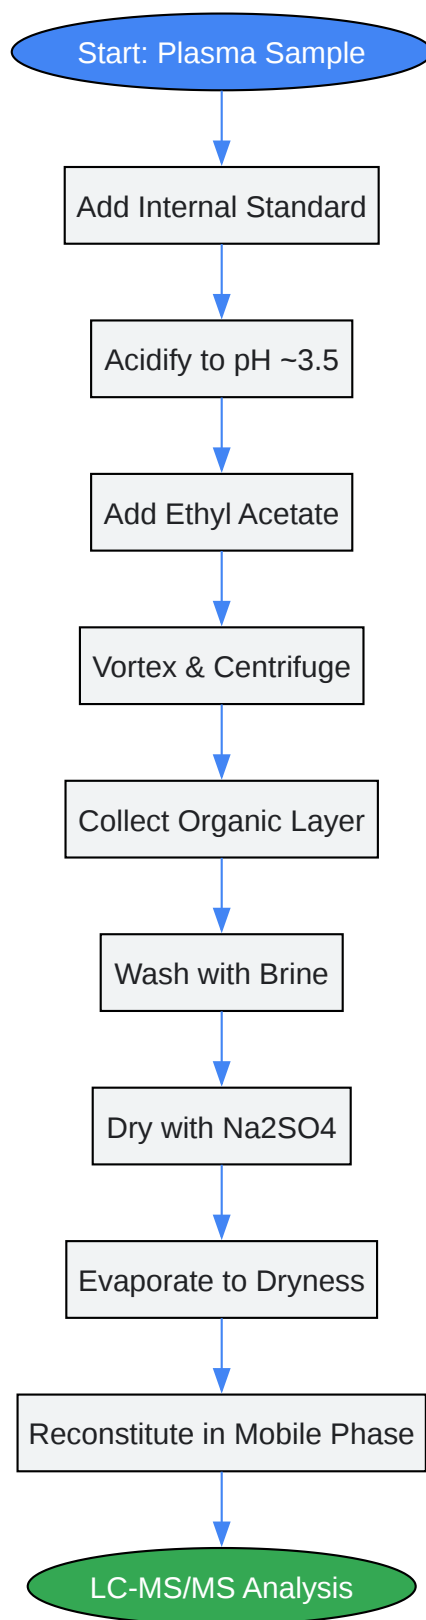 Start: Plasma Sample
Add Internal Standard
Acidify to pH ~3.5
Add Ethyl Acetate
Vortex & Centrifuge
Collect Organic Layer
Wash with Brine
Dry with Na2SO4
Evaporate to Dryness
Reconstitute in Mobile Phase
LC-MS/MS Analysis